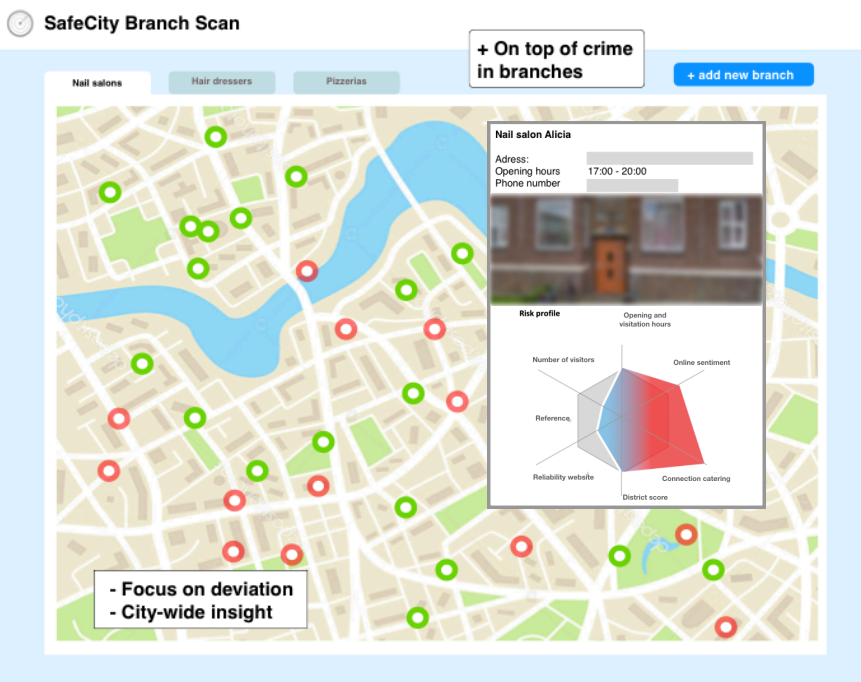 SafeCity Branch Scan
+ On top of crime
in branches
Nail salons
Hair dressers
Pizzerias
+ add new branch
Nail salon Alicia
Adress:
Opening hours 17:00 - 20:00
Phone number
Risk profile
Opening and
visitation hours
Number of visitors
Online sentiment
Reference
Reliability website
Connection catering
District score
- Focus on deviation
- City-wide insight